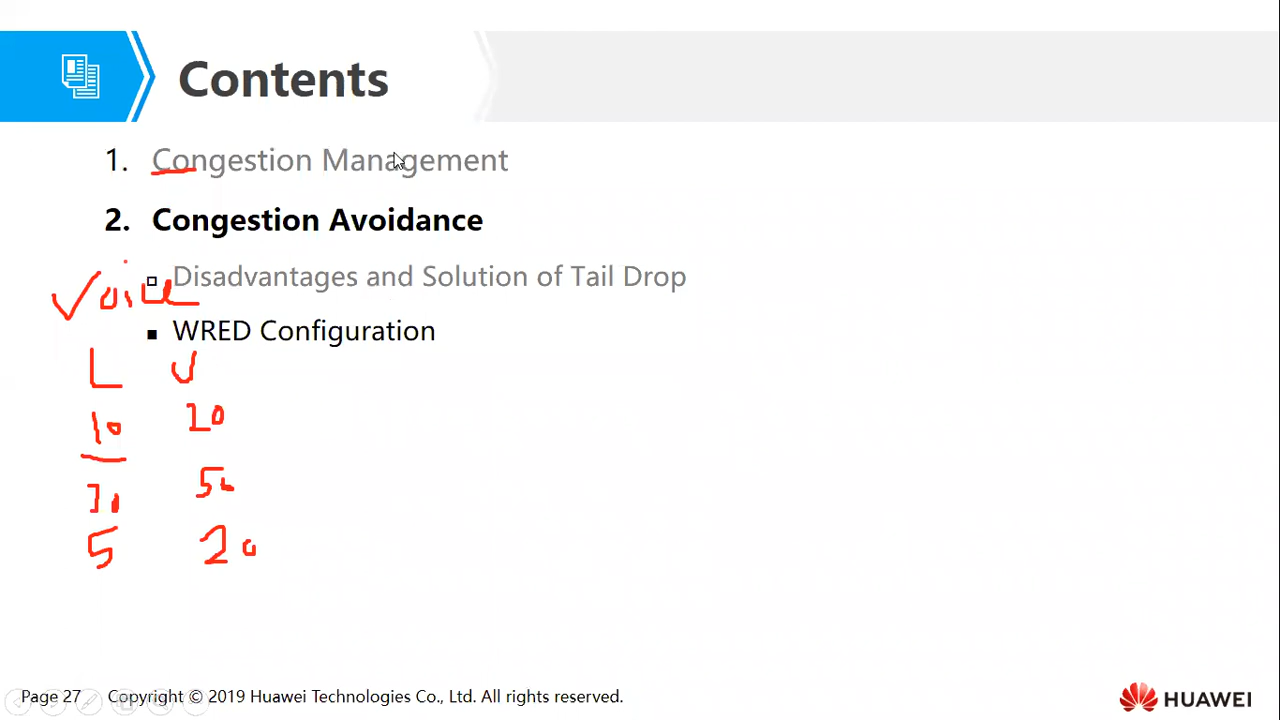 Contents
1. Congestion Management
2. Congestion Avoidance
Disadvantages and Solution of Tail Drop
Voice
WRED Configuration
L U
10 20
30 50
5 20
Page 27 Copyright © 2019 Huawei Technologies Co., Ltd. All rights reserved.
HUAWEI